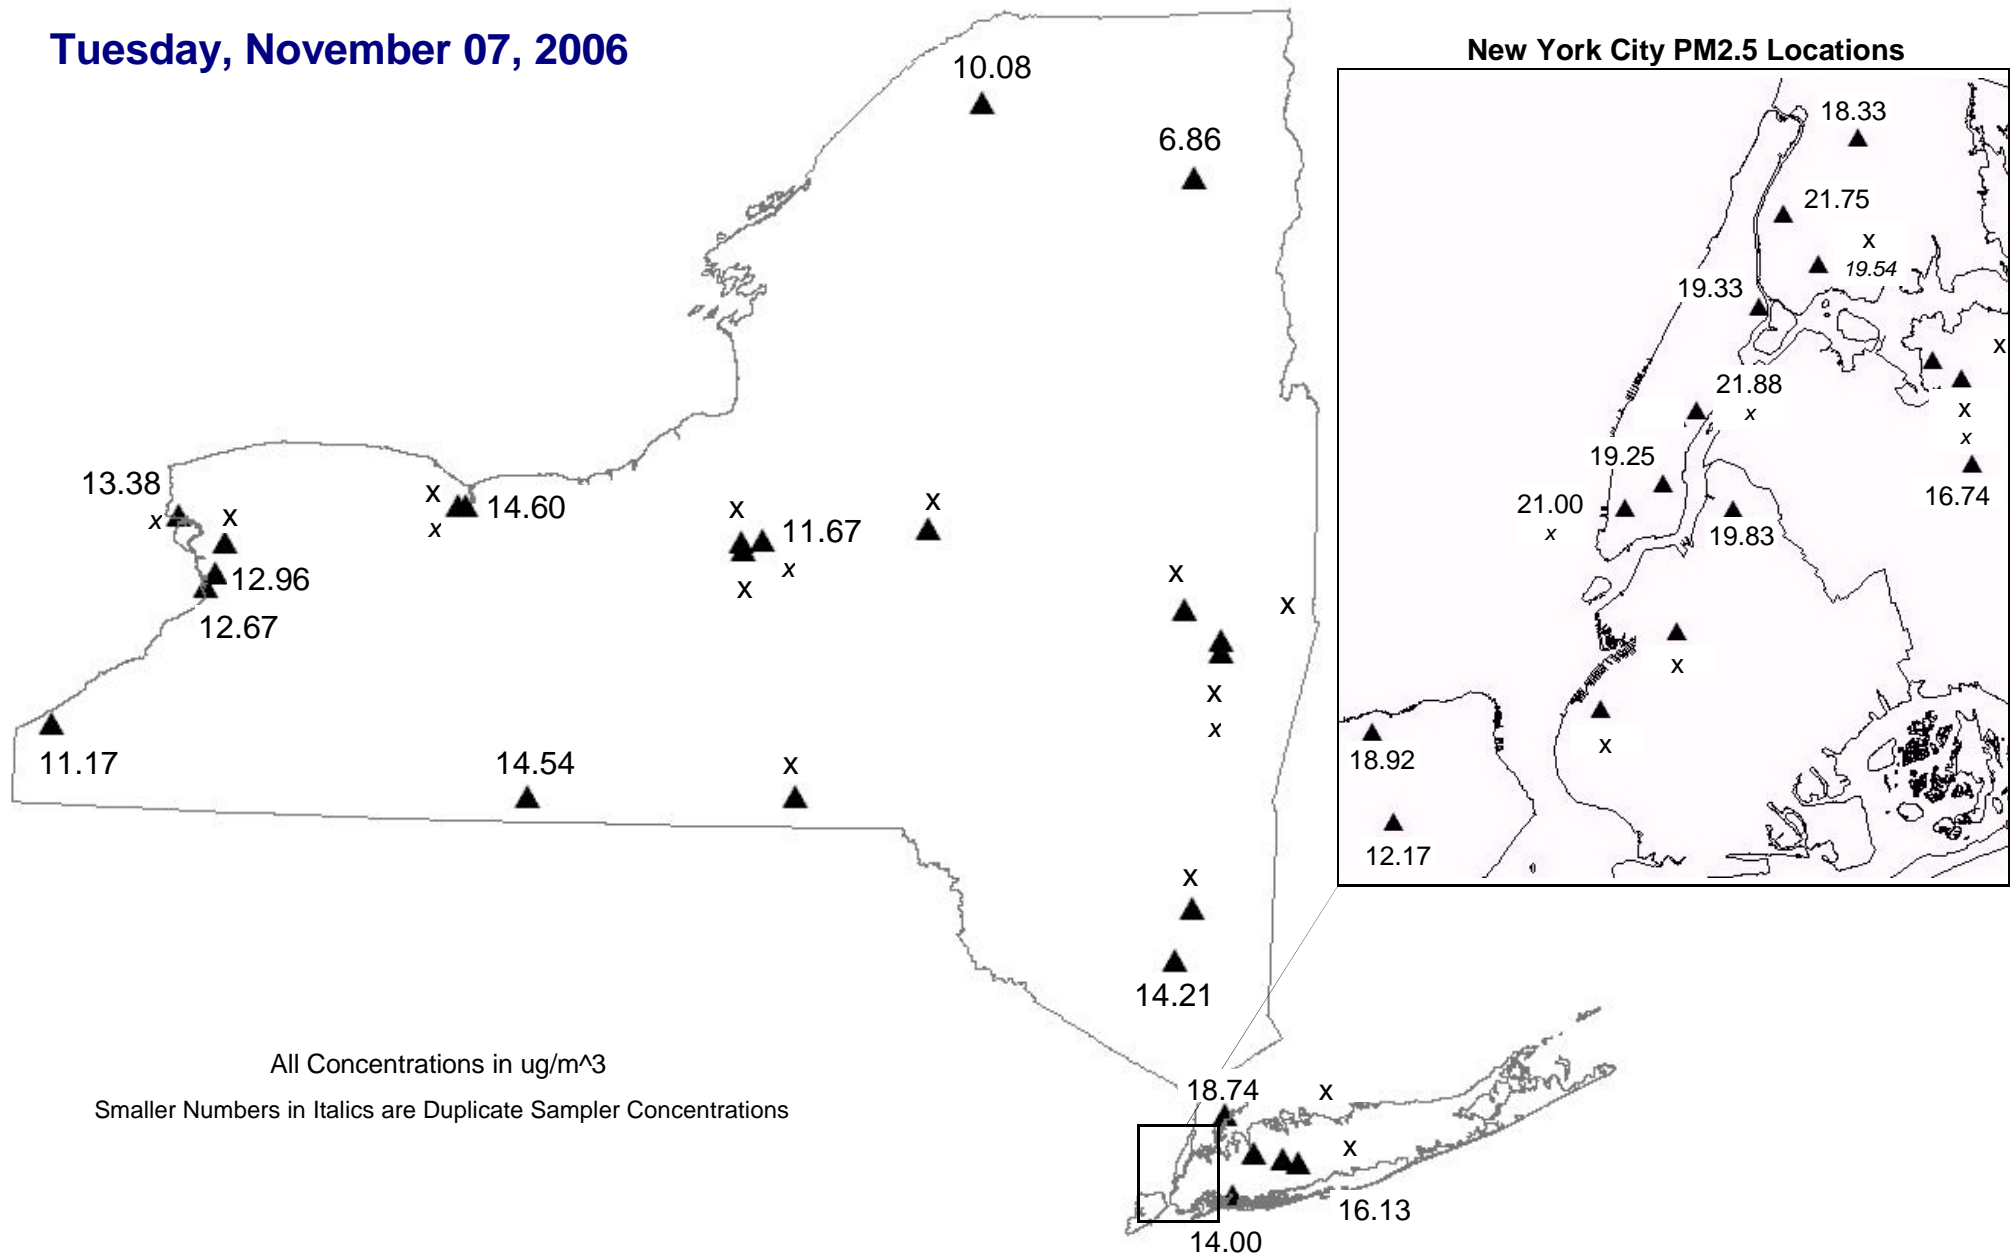 Tuesday, November 07, 2006
10.08
6.86
13.38
x
x
x
14.60
x
x
11.67
x
x
x
12.96
12.67
11.17
14.54
x
x
x
x
x
x
14.21
All Concentrations in ug/m^3
Smaller Numbers in Italics are Duplicate Sampler Concentrations
18.74
x
x
16.13
14.00
New York City PM2.5 Locations
18.33
21.75
x
19.54
19.33
x
21.88
x
x
x
19.25
16.74
21.00
x
19.83
x
x
18.92
12.17